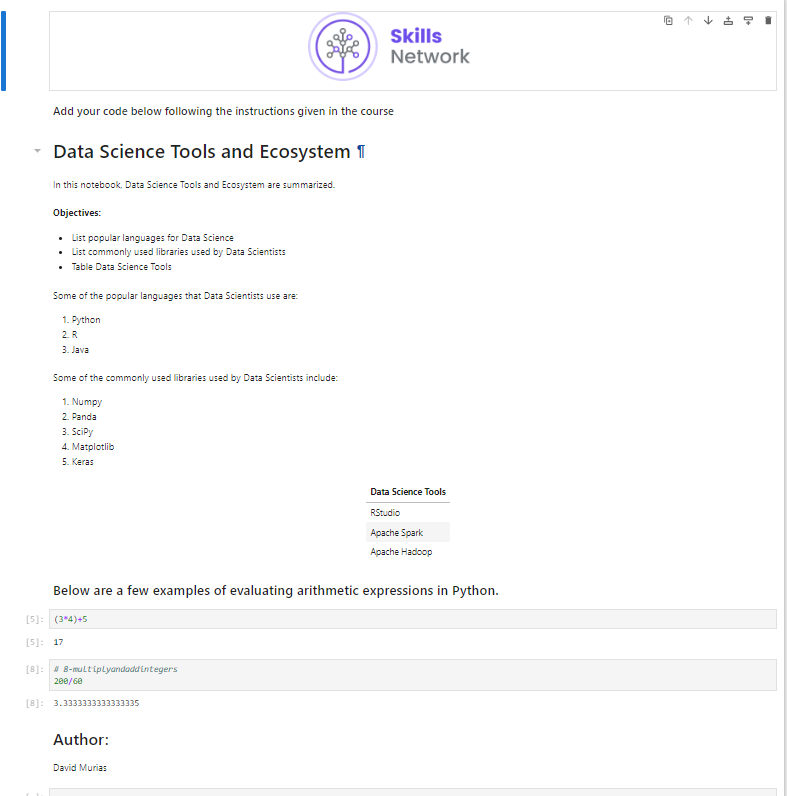 Skills
Network
Add your code below following the instructions given in the course
Data Science Tools and Ecosystem ¶
In this notebook, Data Science Tools and Ecosystem are summarized.
Objectives:
• List popular languages for Data Science
• List commonly used libraries used by Data Scientists
• Table Data Science Tools
Some of the popular languages that Data Scientists use are:
1. Python
2. R
3. Java
Some of the commonly used libraries used by Data Scientists include:
1. Numpy
2. Panda
3. SciPy
4. Matplotlib
5. Keras
Data Science Tools
RStudio
Apache Spark
Apache Hadoop
Below are a few examples of evaluating arithmetic expressions in Python.
[5]: (3*4)+5
[5]: 17
[8]: # 8-multiplyandaddintegers
200/60
[8]: 3.3333333333333335
Author:
David Murias